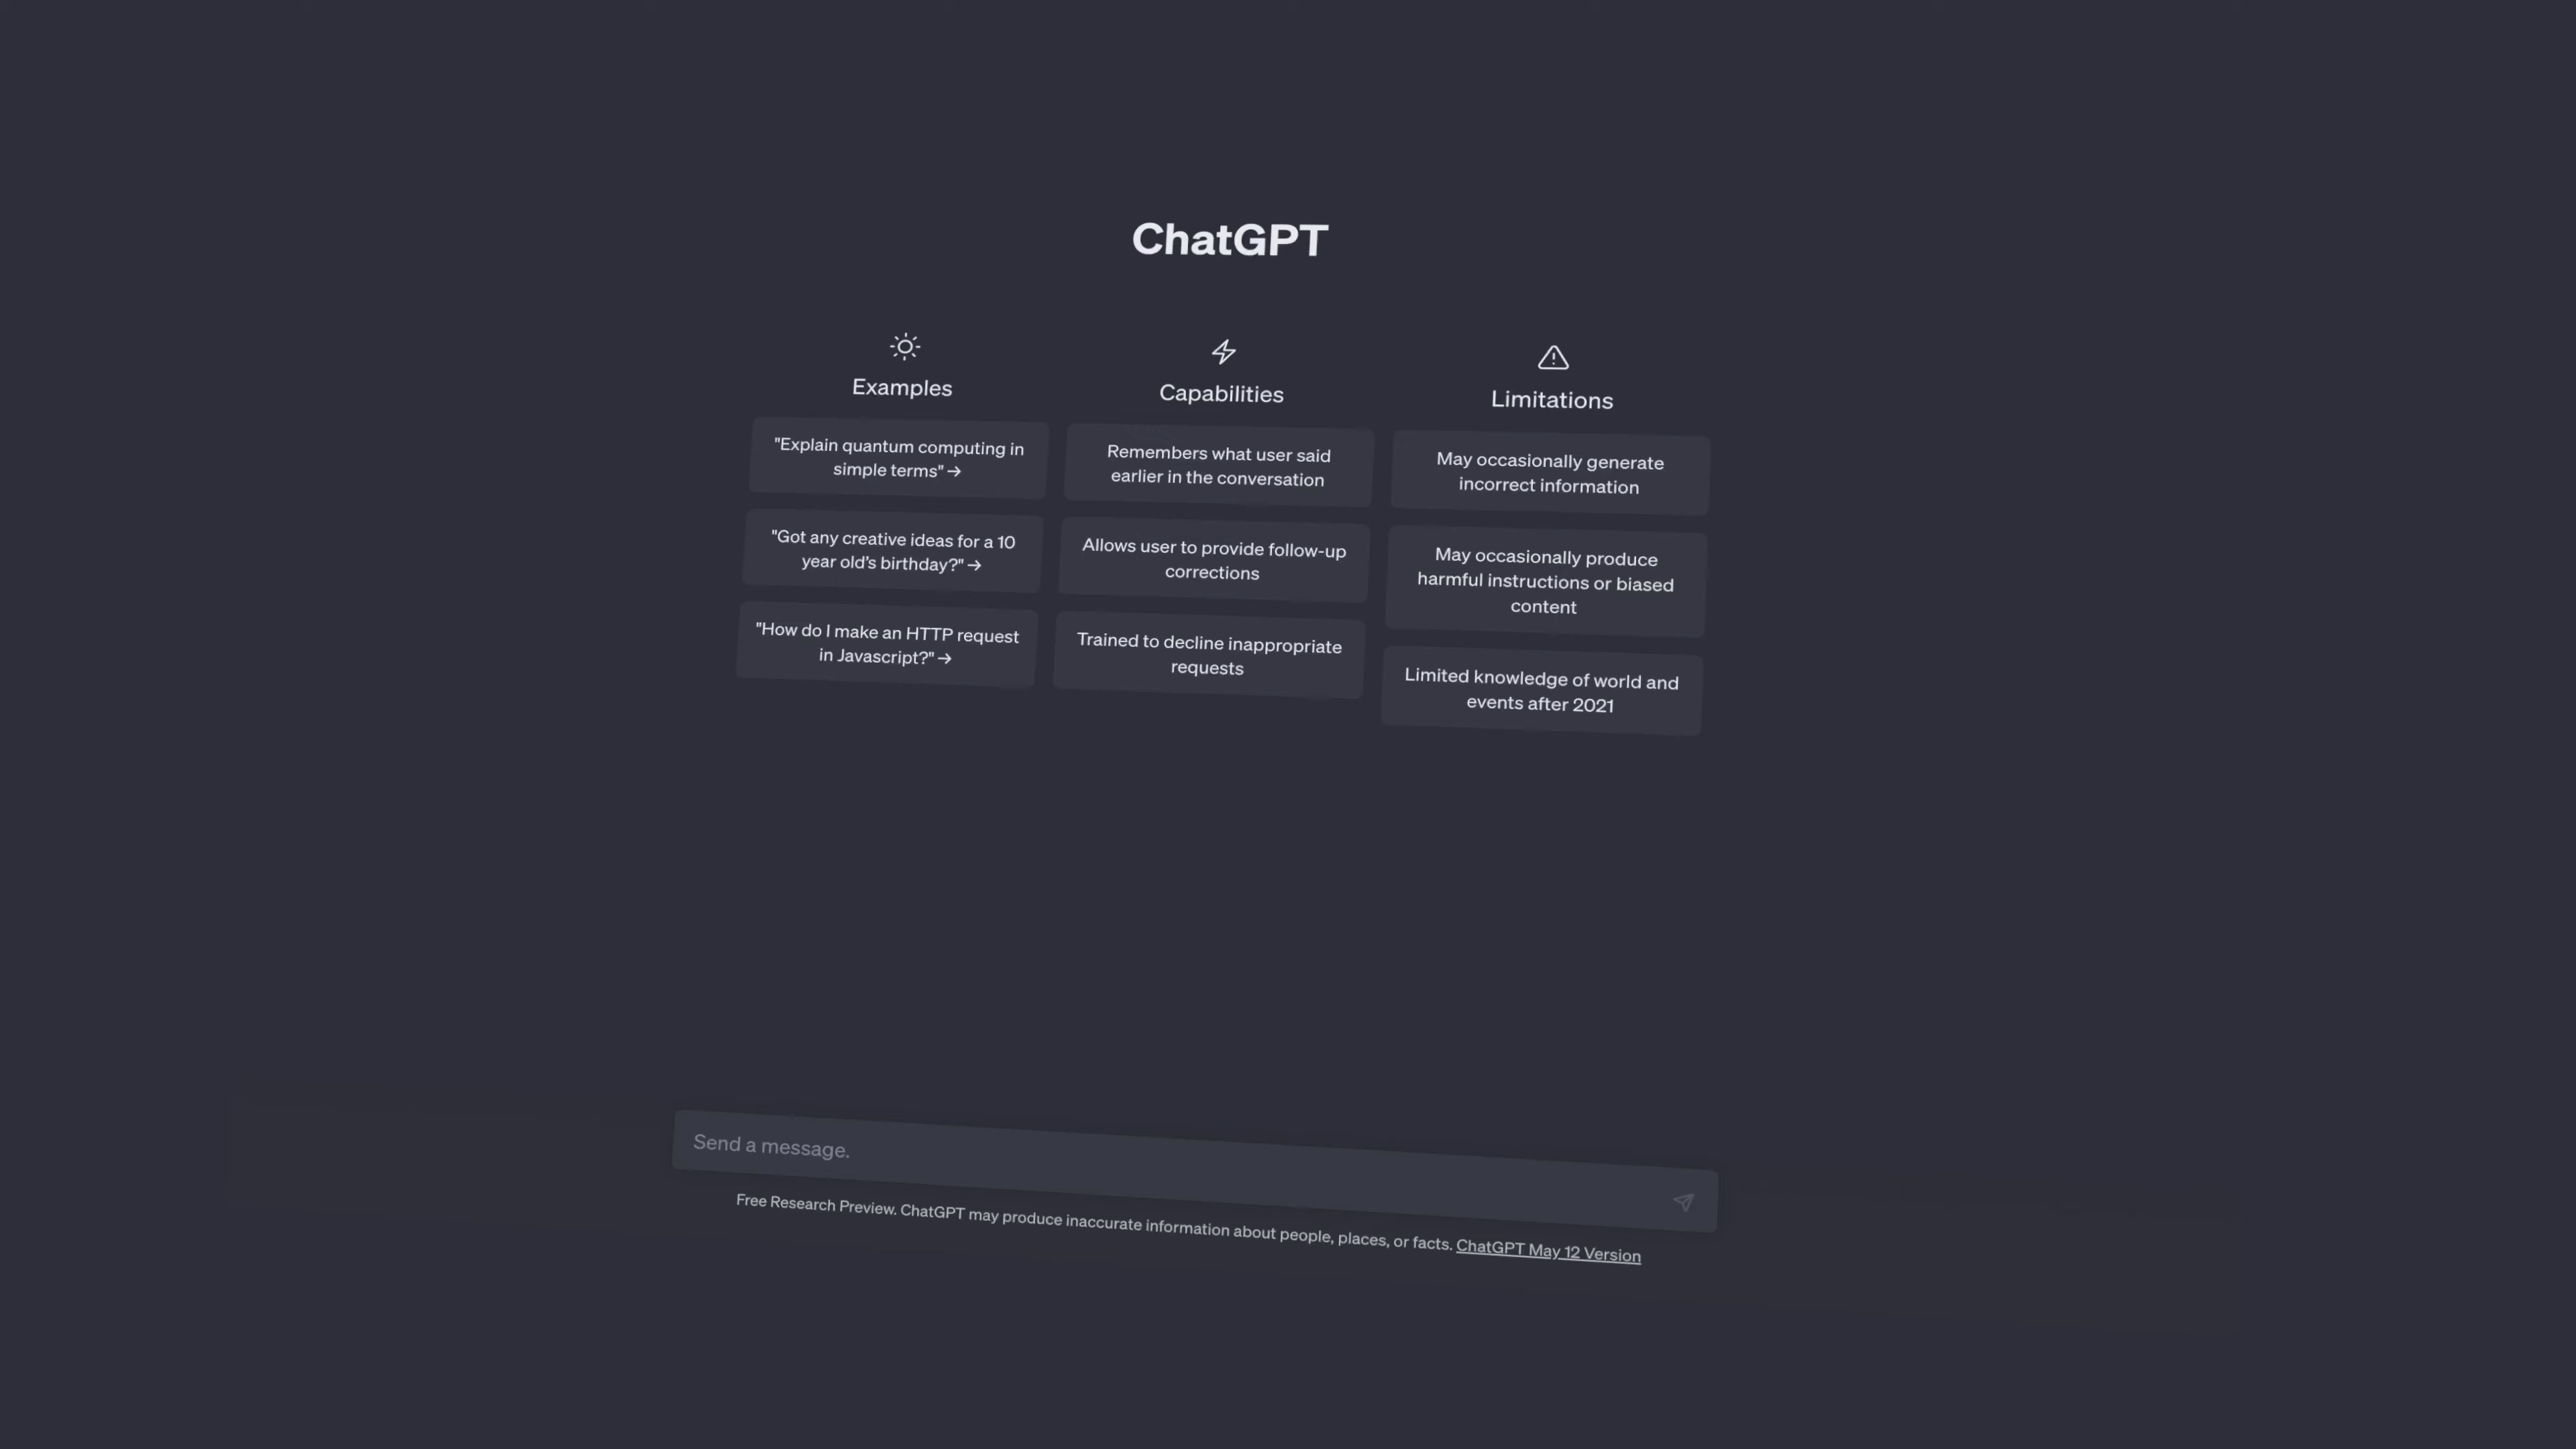 ChatGPT
Examples
"Explain quantum computing in
simple terms" →
"Got any creative ideas for a 10
year old's birthday?" →
"How do I make an HTTP request
in Javascript?" →
Capabilities
Remembers what user said
earlier in the conversation
Allows user to provide follow-up
corrections
Trained to decline inappropriate
requests
Limitations
May occasionally generate
incorrect information
May occasionally produce
harmful instructions or biased
content
Limited knowledge of world and
events after 2021
Send a message.
Free Research Preview. ChatGPT may produce inaccurate information about people, places, or facts. ChatGPT May 12 Version